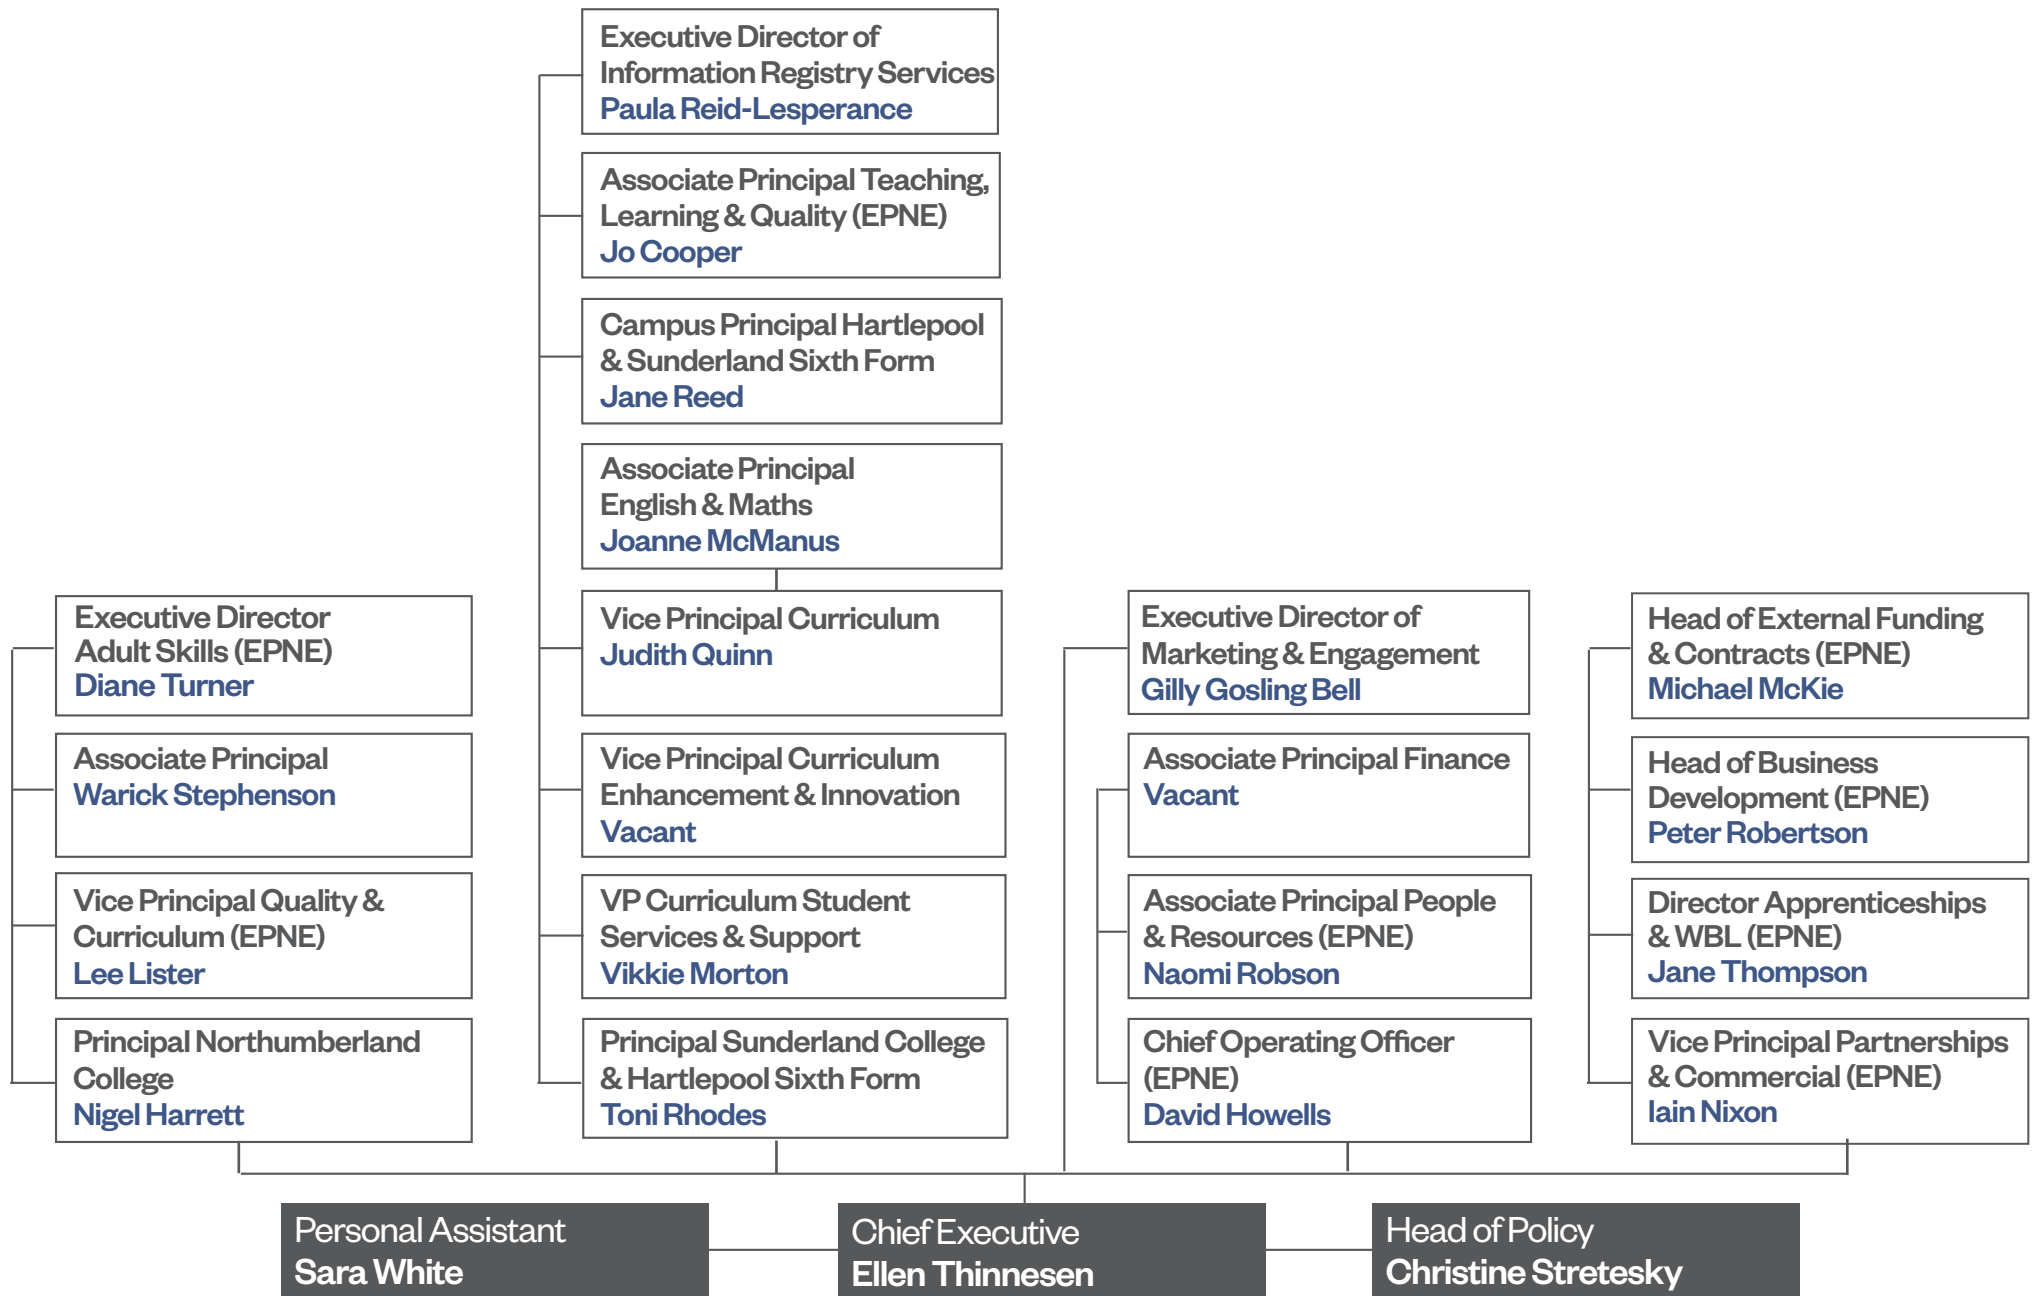 Executive Director of
Information Registry Services
Paula Reid-Lesperance
Associate Principal Teaching,
Learning & Quality (EPNE)
Jo Cooper
Campus Principal Hartlepool
& Sunderland Sixth Form
Jane Reed
Associate Principal
English & Maths
Joanne McManus
Executive Director
Adult Skills (EPNE)
Diane Turner
Vice Principal Curriculum
Judith Quinn
Executive Director of
Marketing & Engagement
Gilly Gosling Bell
Head of External Funding
& Contracts (EPNE)
Michael McKie
Associate Principal
Warick Stephenson
Vice Principal Curriculum
Enhancement & Innovation
Vacant
Associate Principal Finance
Vacant
Head of Business
Development (EPNE)
Peter Robertson
Vice Principal Quality &
Curriculum (EPNE)
Lee Lister
VP Curriculum Student
Services & Support
Vikkie Morton
Associate Principal People
& Resources (EPNE)
Naomi Robson
Director Apprenticeships
& WBL (EPNE)
Jane Thompson
Principal Northumberland
College
Nigel Harrett
Principal Sunderland College
& Hartlepool Sixth Form
Toni Rhodes
Chief Operating Officer
(EPNE)
David Howells
Vice Principal Partnerships
& Commercial (EPNE)
Iain Nixon
Personal Assistant
Sara White
Chief Executive
Ellen Thinnesen
Head of Policy
Christine Stretesky